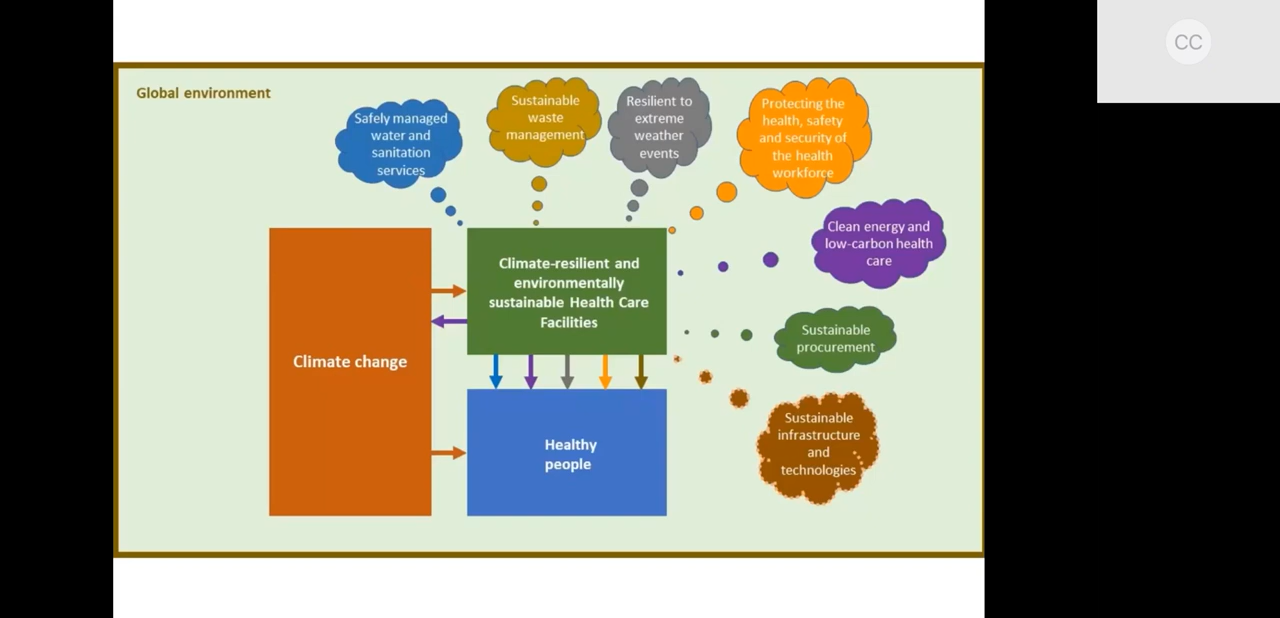 Global environment
Safely managed
water and
sanitation
services
Sustainable
waste
management
Resilient to
extreme
weather
events
Protecting the
health, safety
and security of
the health
workforce
CC
Clean energy and
low-carbon health
care
Climate-resilient and
environmentally
sustainable Health Care
Facilities
Climate change
Sustainable
procurement
Healthy
people
Sustainable
infrastructure
and
technologies